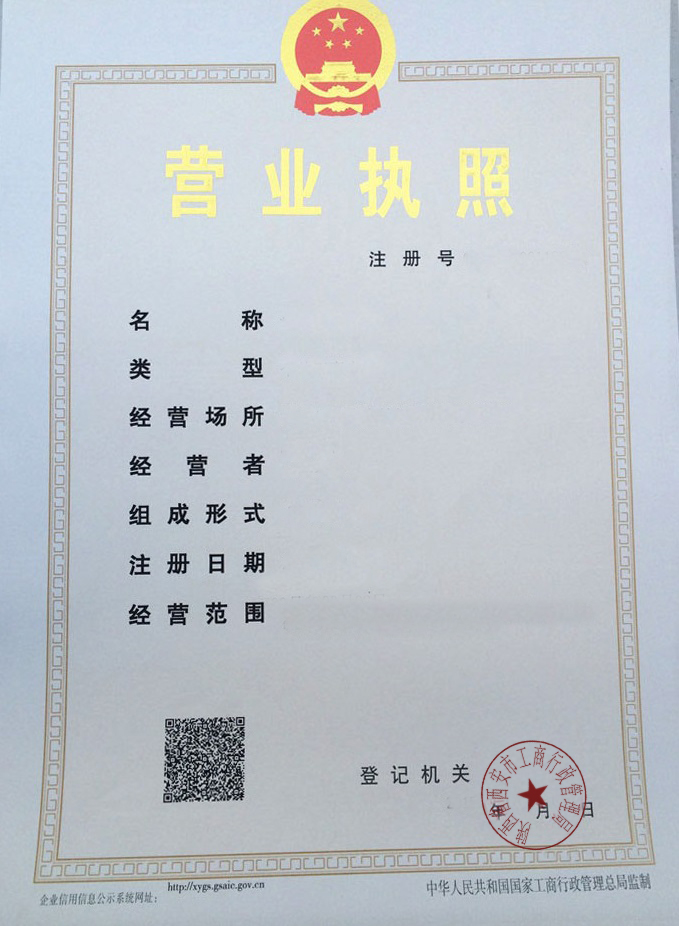 营业执照
注册号
名称
类型
经营场所
经营者
组成形式
注册日期
经营范围
登记机关
陕西省西安市工商行政管理局
年 月 日
http://xygs.gsaic.gov.cn
企业信用信息公示系统网址：
中华人民共和国国家工商行政管理总局监制